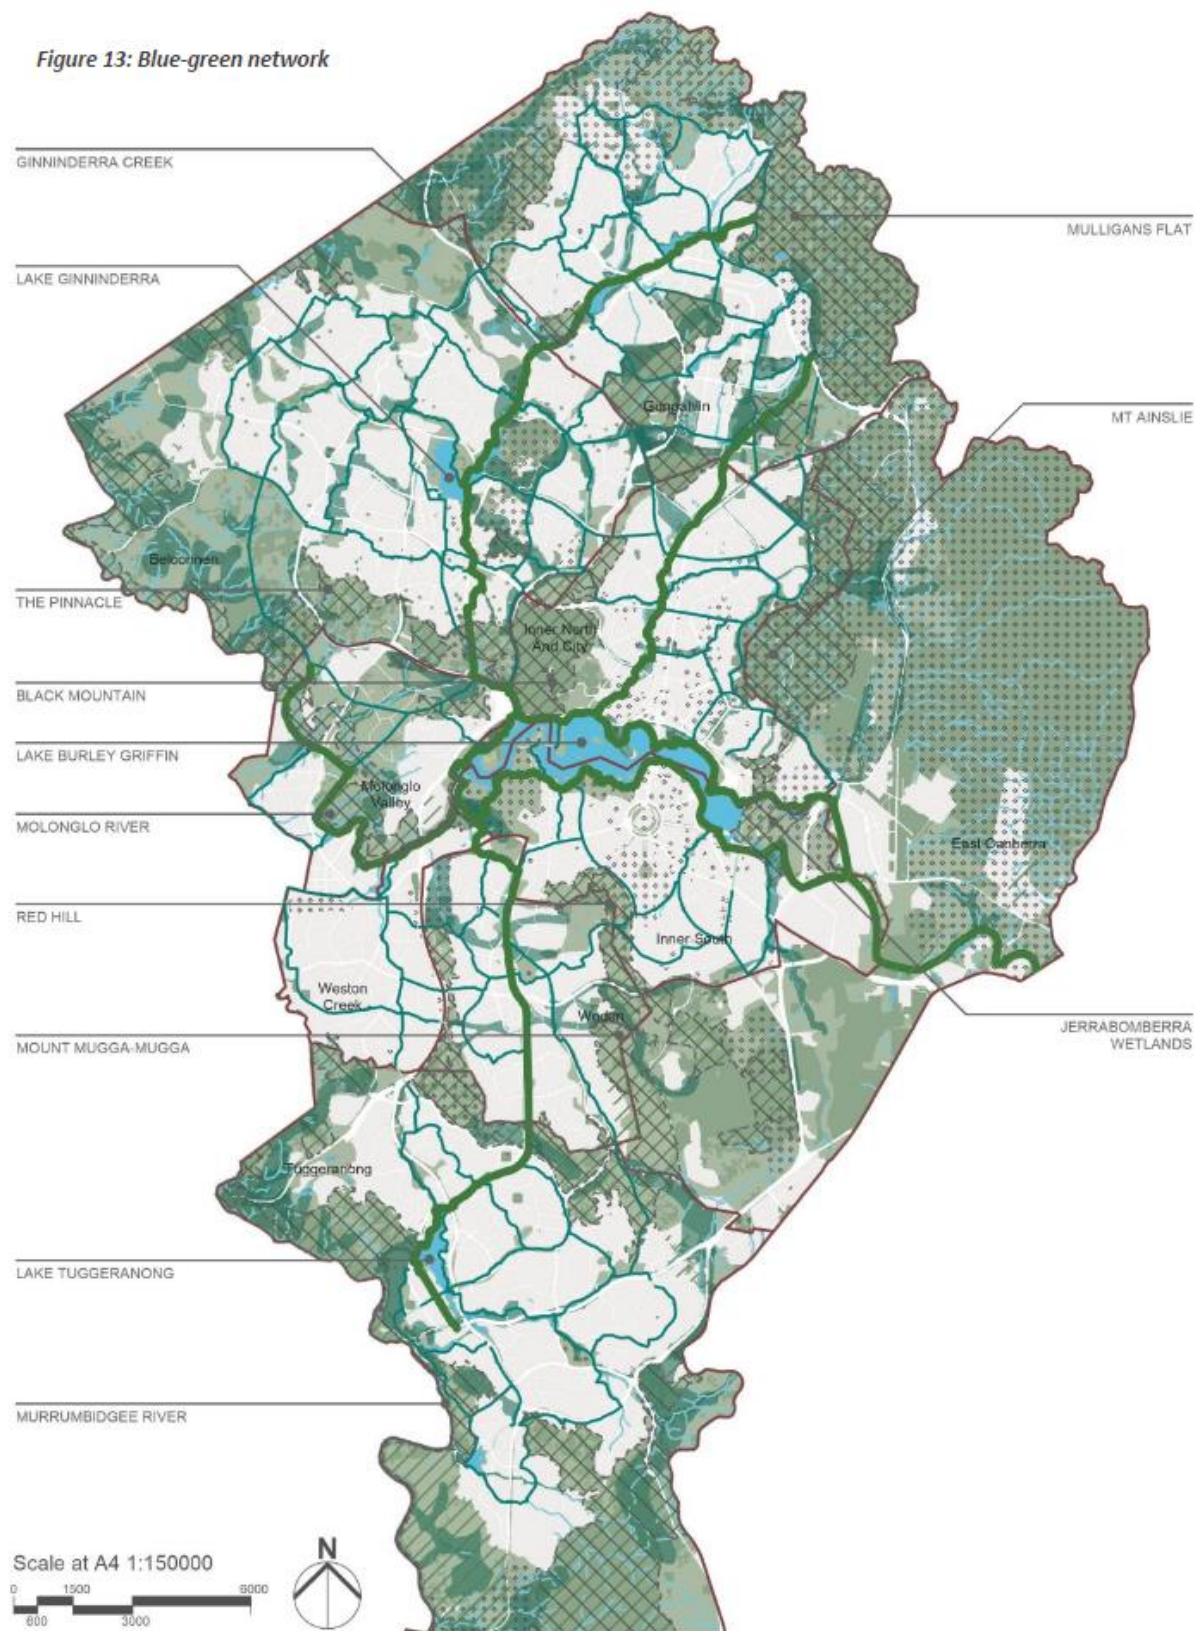 Figure 13: Blue-green network
GINNINDERRA CREEK
MULLIGANS FLAT
LAKE GINNINDERRA
Gungahlin
MT AINSLIE
Belconnen
THE PINNACLE
Inner North
And City
BLACK MOUNTAIN
LAKE BURLEY GRIFFIN
Molonglo
Valley
MOLONGLO RIVER
East Canberra
RED HILL
Inner South
Weston
Creek
Woden
JERRABOMBERRA
WETLANDS
MOUNT MUGGA-MUGGA
Tuggeranong
LAKE TUGGERANONG
MURRUMBIDGEE RIVER
N
Scale at A4 1:150000
0 1500 6000
600 3000